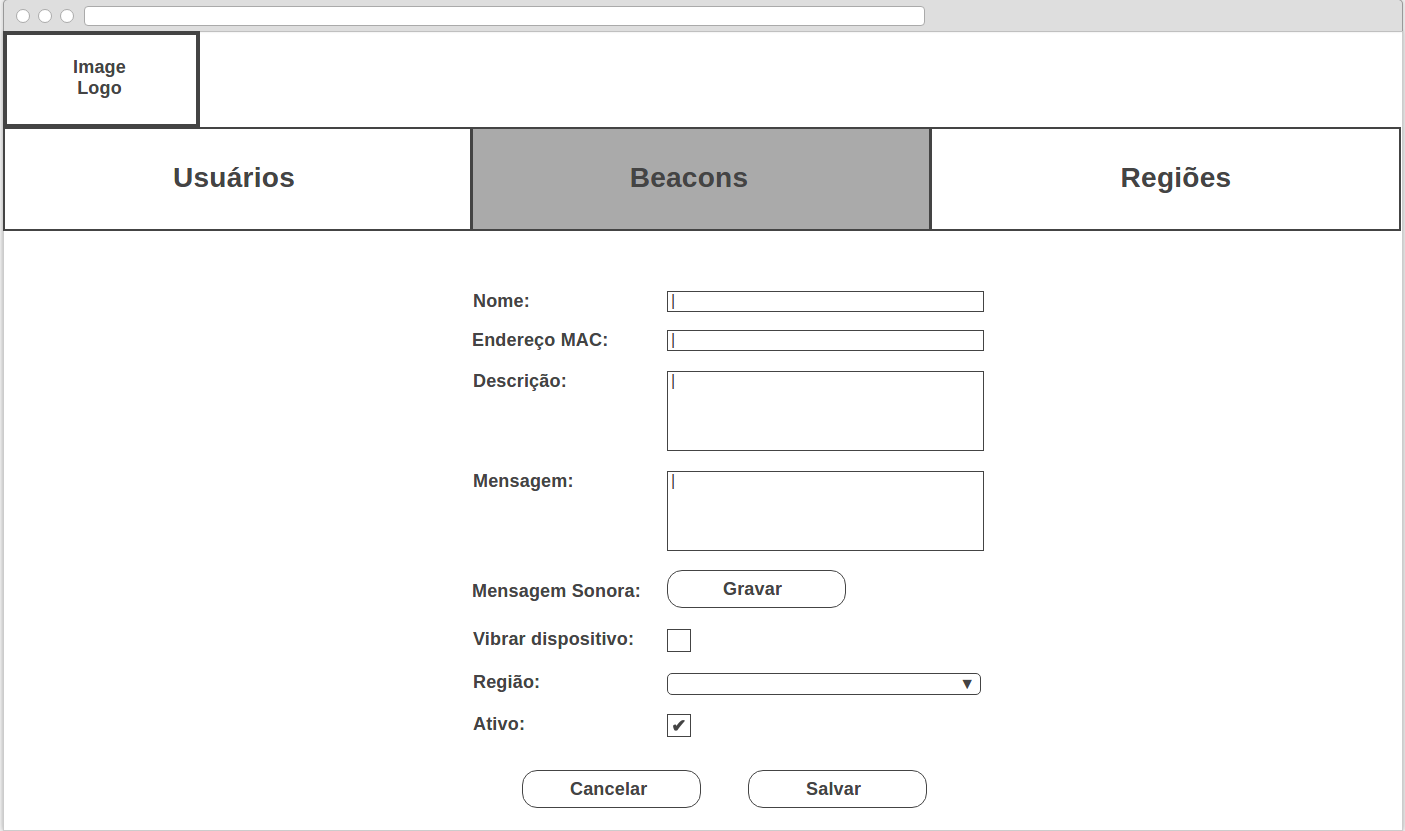 Image
Logo
Usuários
Beacons
Regiões
Nome:
Endereço MAC:
Descrição:
Mensagem:
Mensagem Sonora:
Gravar
Vibrar dispositivo:
Região:
Ativo:
Cancelar
Salvar